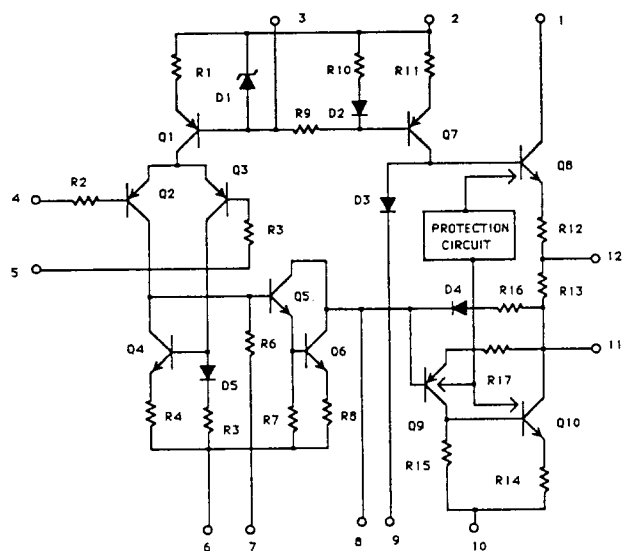 3 2 1
R1 D1 R10 R11
R9 D2
Q1 Q7
Q3 Q8
R2 Q2 D3
4
R3 PROTECTION
CIRCUIT R12
5 12
R13
Q5 D4 R16
Q4 R6 Q6
11
D5 R17
R4 R3 R7 R8 Q9 Q10
R15 R14
6 7 8 9 10